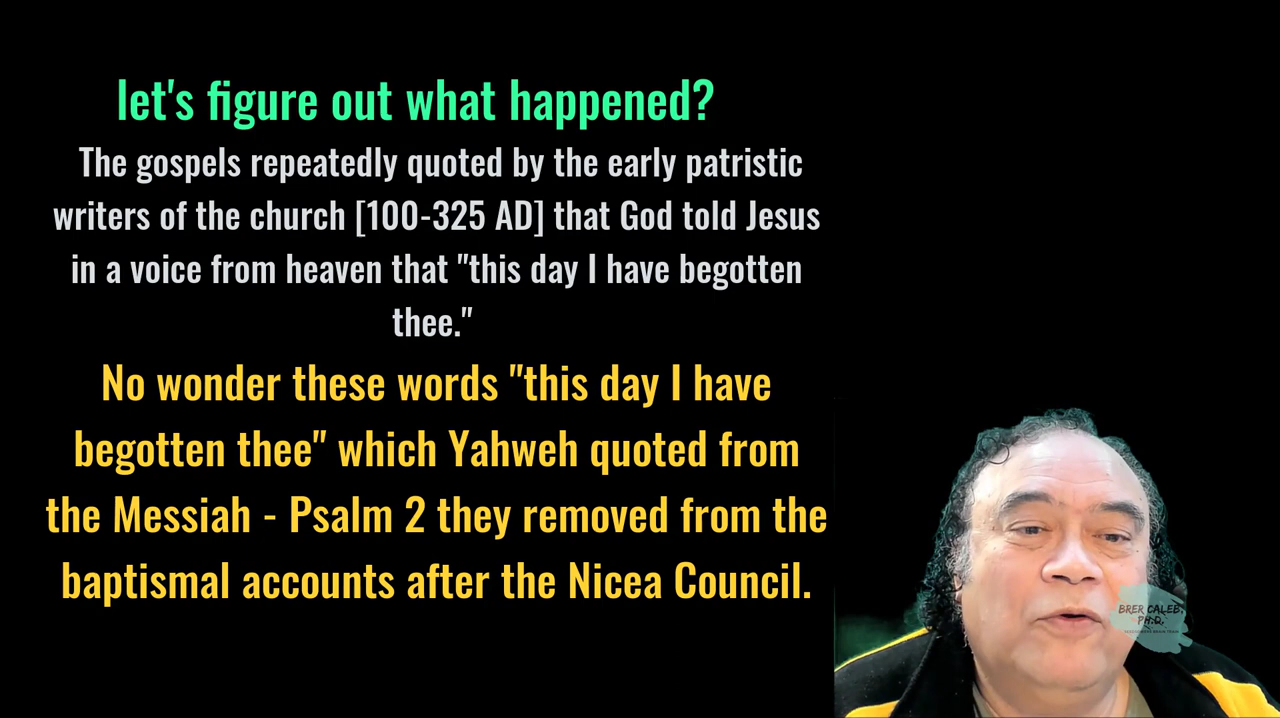 let's figure out what happened?
The gospels repeatedly quoted by the early patristic
writers of the church [100-325 AD] that God told Jesus
in a voice from heaven that "this day I have begotten
thee."
No wonder these words "this day I have
begotten thee" which Yahweh quoted from
the Messiah - Psalm 2 they removed from the
baptismal accounts after the Nicea Council.
BRER CALEB,
PH.D.